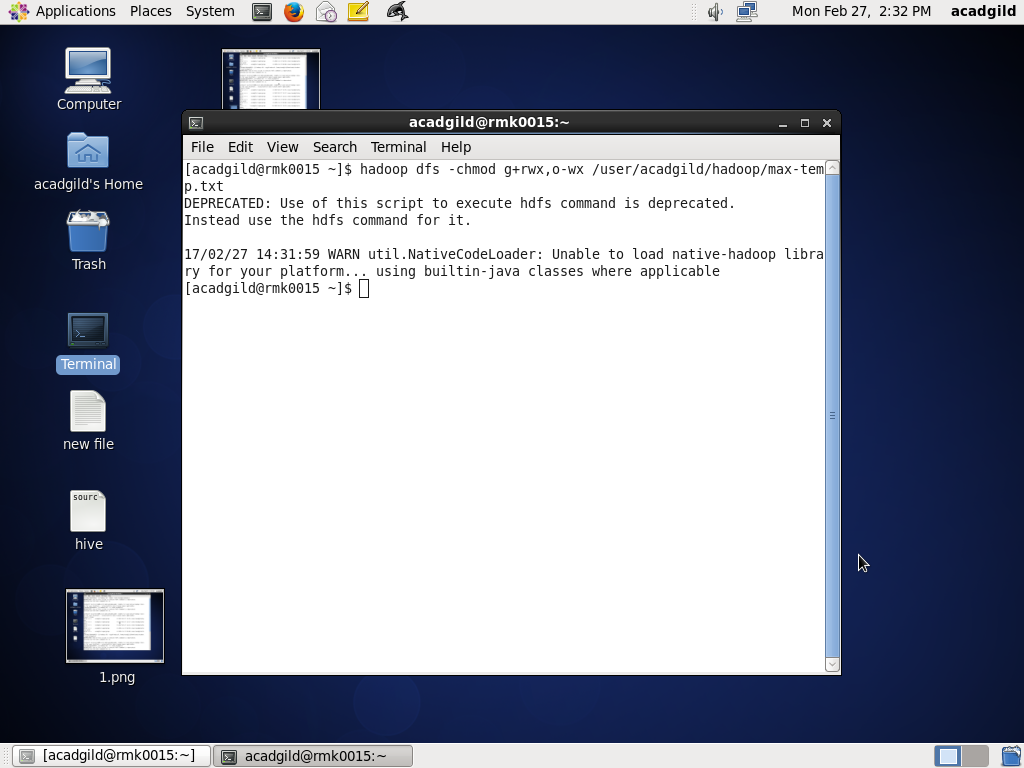 Applications Places System
Mon Feb 27, 2:32 PM acadgild
Computer
acadgild's Home
Trash
Terminal
new file
sourc
hive
1.png
acadgild@rmk0015:~
File Edit View Search Terminal Help
[acadgild@rmk0015 ~]$ hadoop dfs -chmod g+rwx,o-wx /user/acadgild/hadoop/max-tem
p.txt
DEPRECATED: Use of this script to execute hdfs command is deprecated.
Instead use the hdfs command for it.
17/02/27 14:31:59 WARN util.NativeCodeLoader: Unable to load native-hadoop libra
ry for your platform... using builtin-java classes where applicable
[acadgild@rmk0015 ~]$
[acadgild@rmk0015:~]
acadgild@rmk0015:~